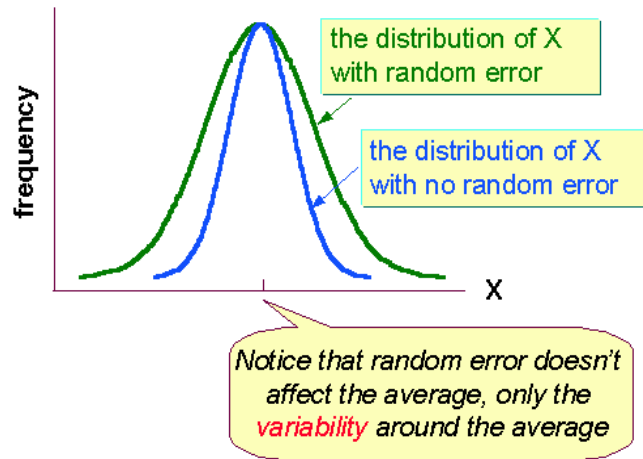 the distribution of X
with random error
the distribution of X
with no random error
frequency
X
Notice that random error doesn't
affect the average, only the
variability around the average